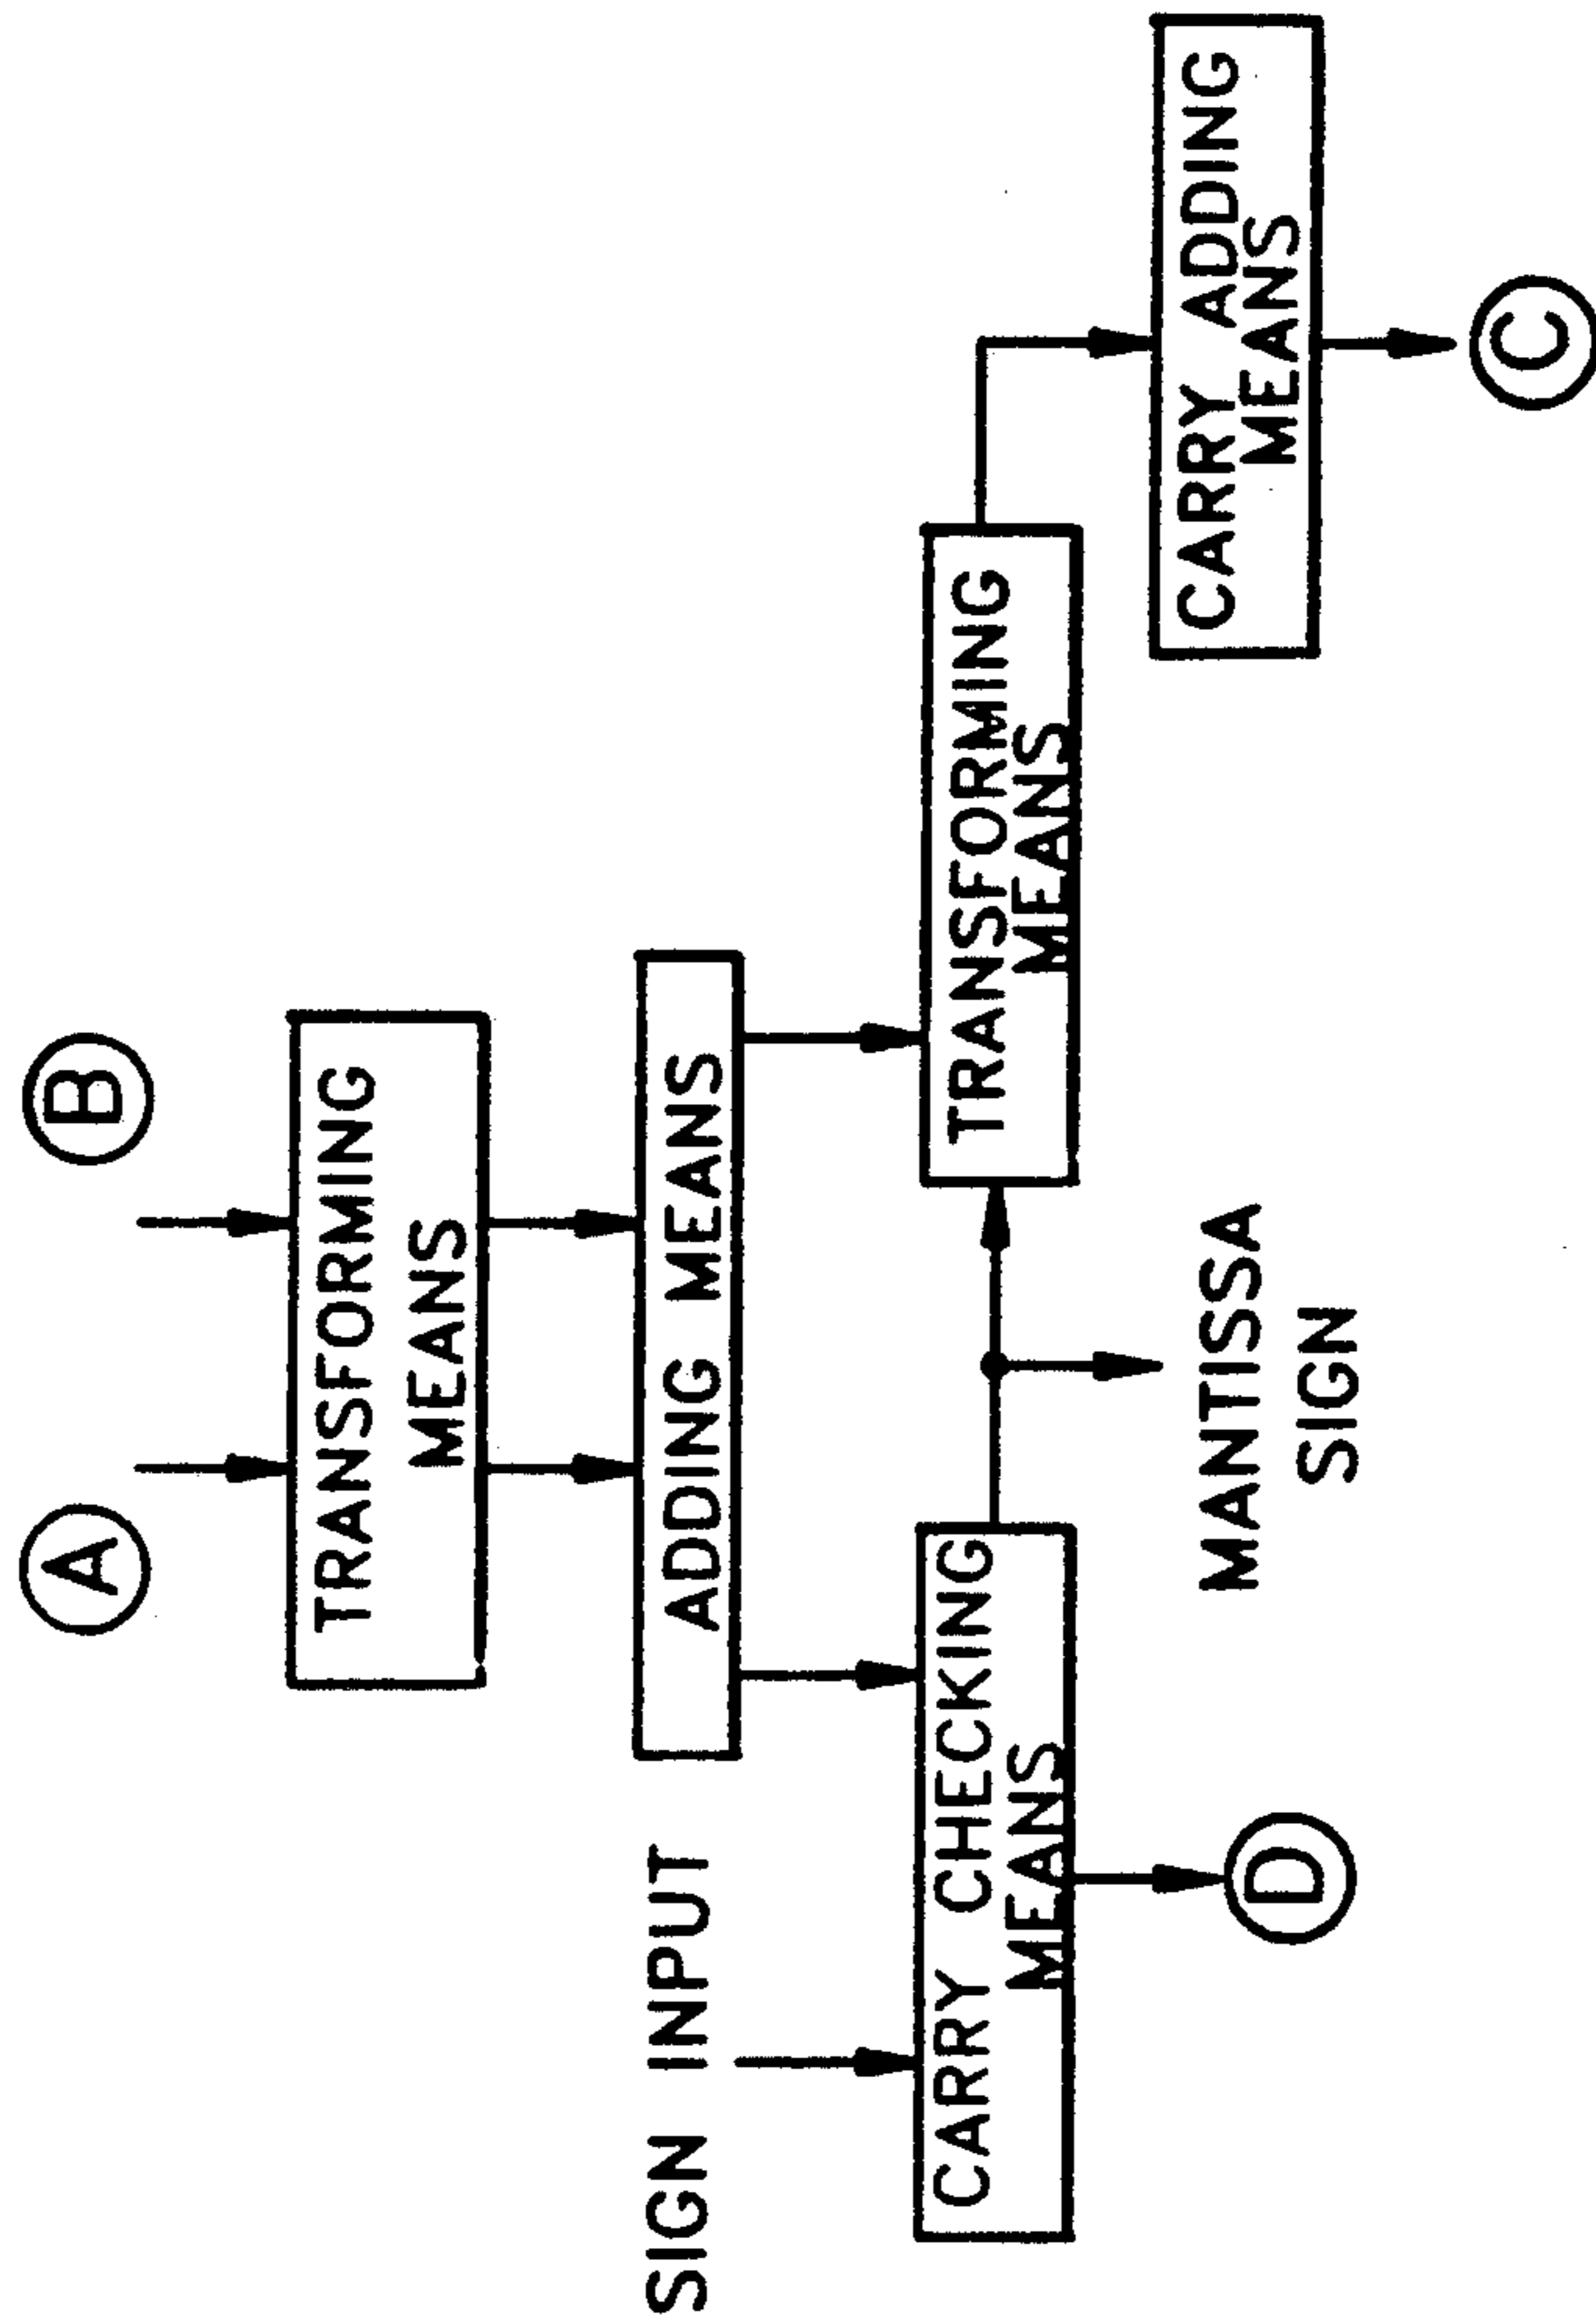 A
B
TRANSFORMING
MEANS
SIGN INPUT
ADDING MEANS
CARRY CHECKING
MEANS
TRANSFORMING
MEANS
D
MANTISSA
SIGN
CARRY ADDING
MEANS
C